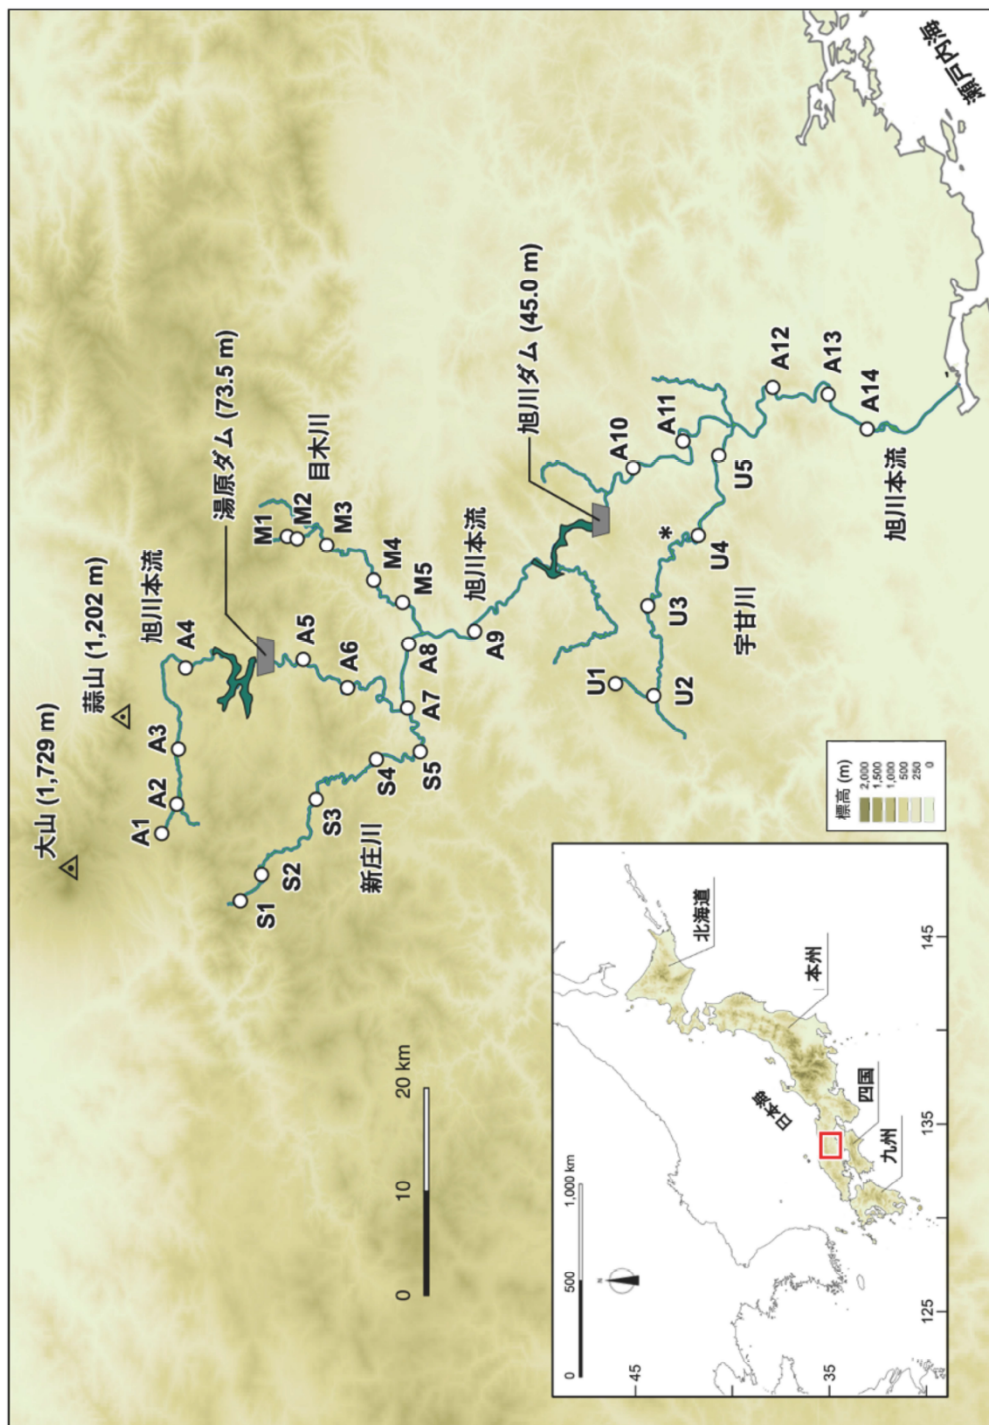 大山 (1,729 m)
蒜山 (1,202 m)
旭川本流
湯原ダム (73.5 m)
目木川
A1
A2
A3
A4
A5
A6
A7
A8
A9
M1
M2
M3
M4
M5
S1
S2
S3
S4
S5
新庄川
旭川本流
旭川ダム (45.0 m)
A10
A11
A12
A13
A14
U1
U2
U3
U4
U5
*
宇甘川
旭川本流
瀬戸内海
0
10
20 km
標高 (m)
2,000
1,500
1,000
500
250
0
0
500
1,000 km
N
日本海
北海道
本州
四国
九州
45
35
125
135
145